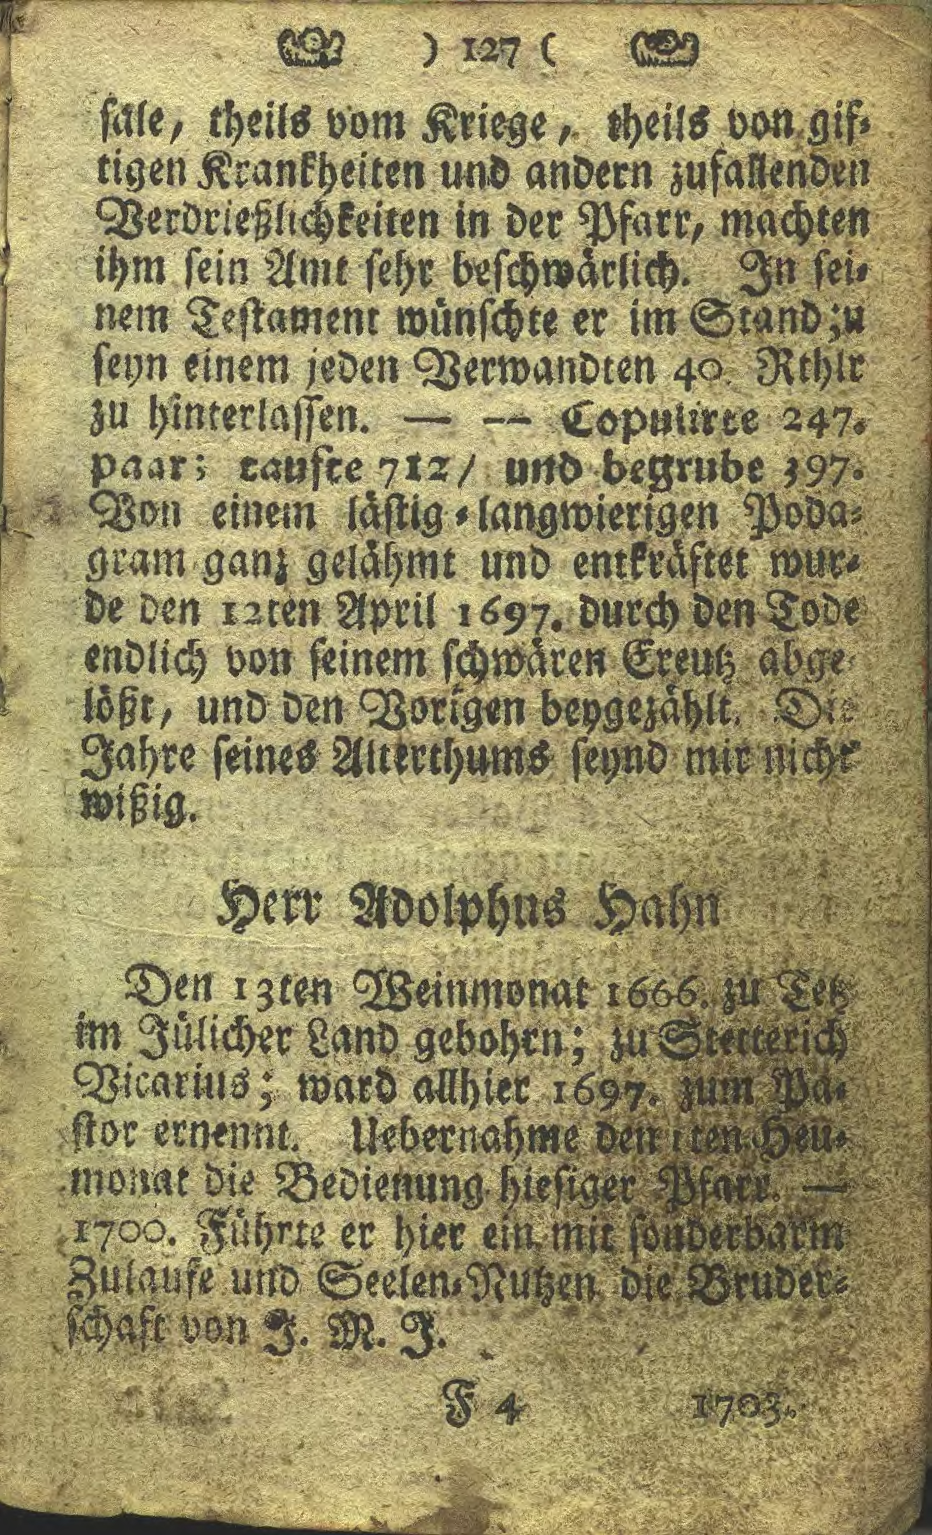 ) 127 (
säle, theils vom Kriege, theils von gif-
tigen Krankheiten und andern zufallenden
Verdrießlichkeiten in der Pfarr, machten
ihm sein Amt sehr beschwärlich. In sei-
nem Testament wünschte er im Stand zu
seyn einem jeden Verwandten 40. Rthlr
zu hinterlassen. — — Copulirte 247.
paar; taufte 712/ und begrube 397.
Von einem lästig-langwierigen Poda-
gram ganz gelähmt und entkräftet wur-
de den 12ten April 1697. durch den Tode
endlich von seinem schwären Creutz abge-
lößt, und den Vorigen beygezählt. Die
Jahre seines Alterthums seynd mir nicht
wißig.
Herr Adolphus Hahn
Den 13ten Weinmonat 1666. zu Tetz
im Jülicher Land gebohrn; zu Stetterich
Vicarius; ward allhier 1697. zum Pa-
stor ernennt. Uebernahme den 1ten Heu-
monat die Bedienung hiesiger Pfarr. —
1700. Führte er hier ein mit sonderbarm
Zulaufe und Seelen-Nutzen die Bruder-
schaft von J. M. J.
F 4 1703.